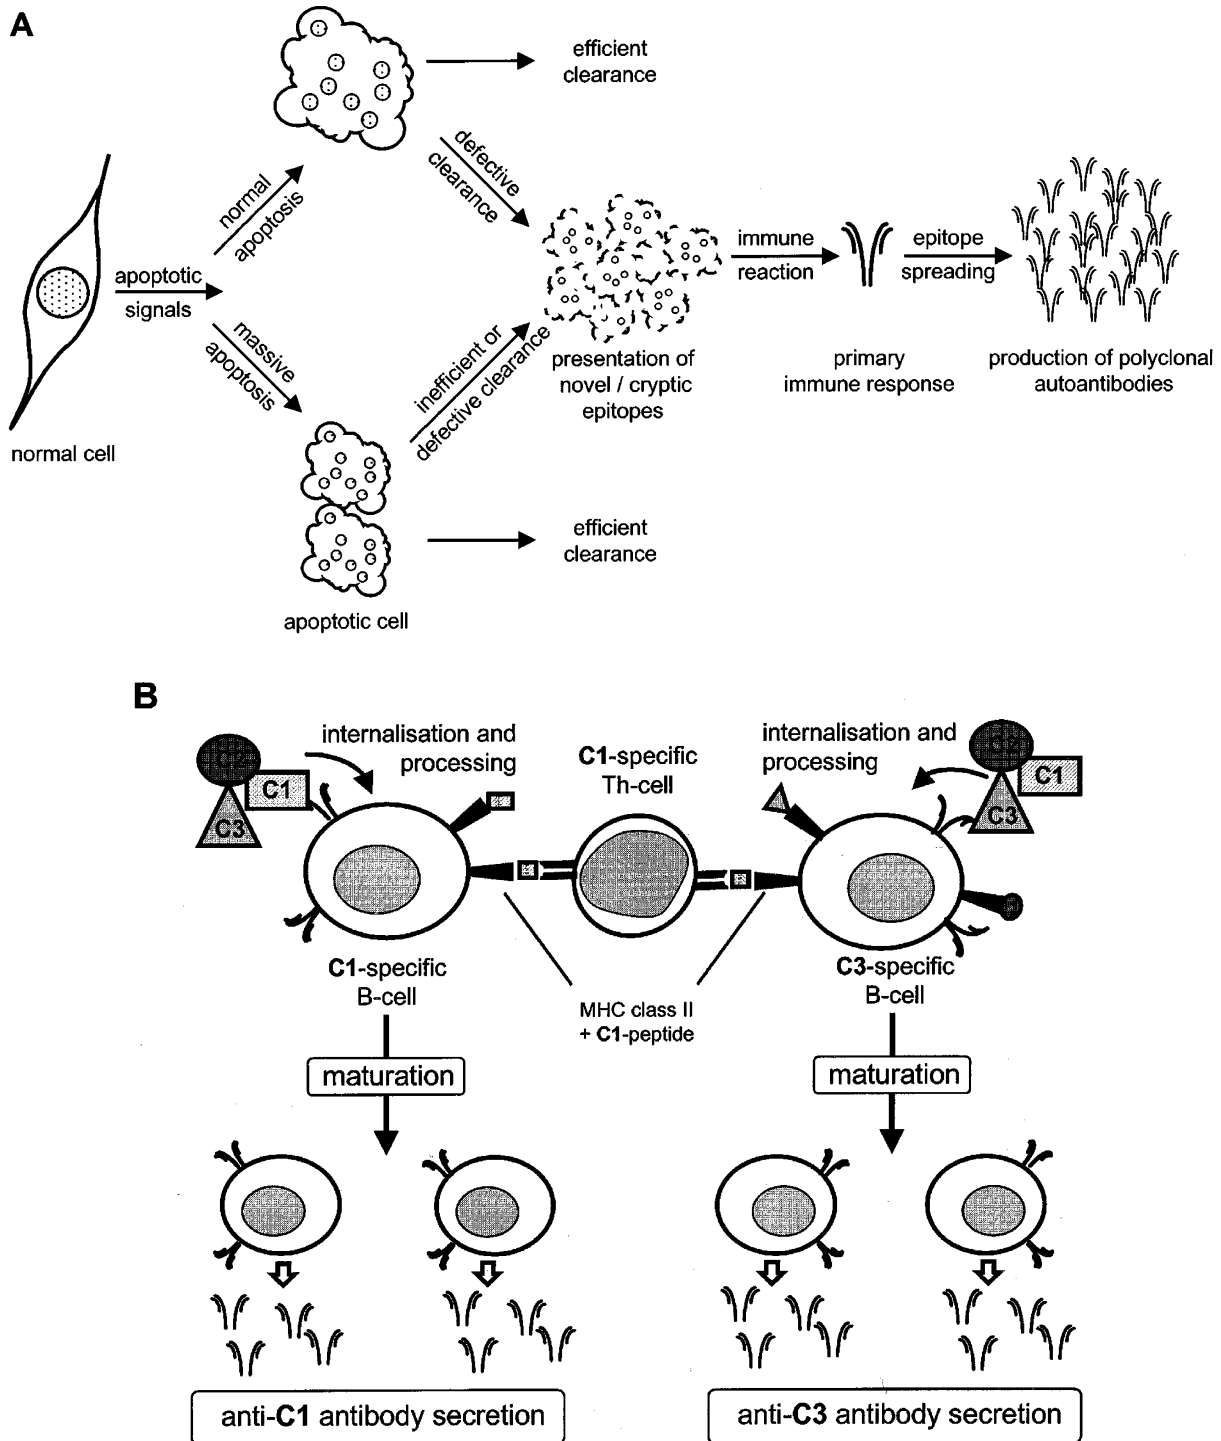 A
efficient
clearance
defective
clearance
normal
apoptosis
apoptotic
signals
massive
apoptosis
inefficient or
defective clearance
immune
reaction
epitope
spreading
presentation of
novel / cryptic
epitopes
primary
immune response
production of polyclonal
autoantibodies
normal cell
efficient
clearance
apoptotic cell
B
internalisation and
processing
C1-specific
Th-cell
internalisation and
processing
C2
C1
C3
C2
C1
C3
C1-specific
B-cell
MHC class II
+ C1-peptide
C3-specific
B-cell
maturation
maturation
anti-C1 antibody secretion
anti-C3 antibody secretion